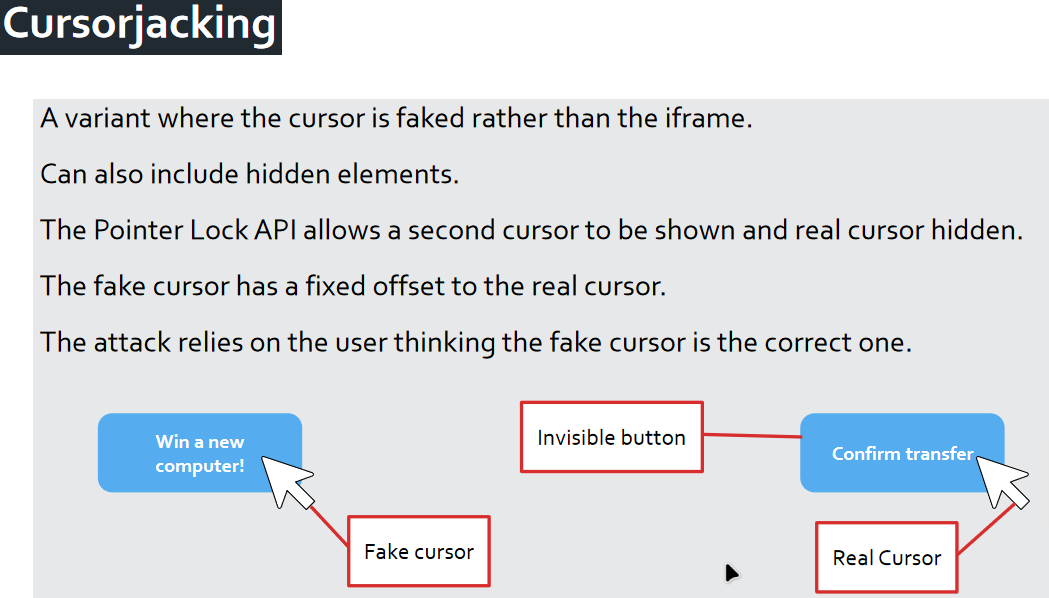 Cursorjacking
A variant where the cursor is faked rather than the iframe.
Can also include hidden elements.
The Pointer Lock API allows a second cursor to be shown and real cursor hidden.
The fake cursor has a fixed offset to the real cursor.
The attack relies on the user thinking the fake cursor is the correct one.
Win a new
computer!
Fake cursor
Invisible button
Confirm transfer
Real Cursor